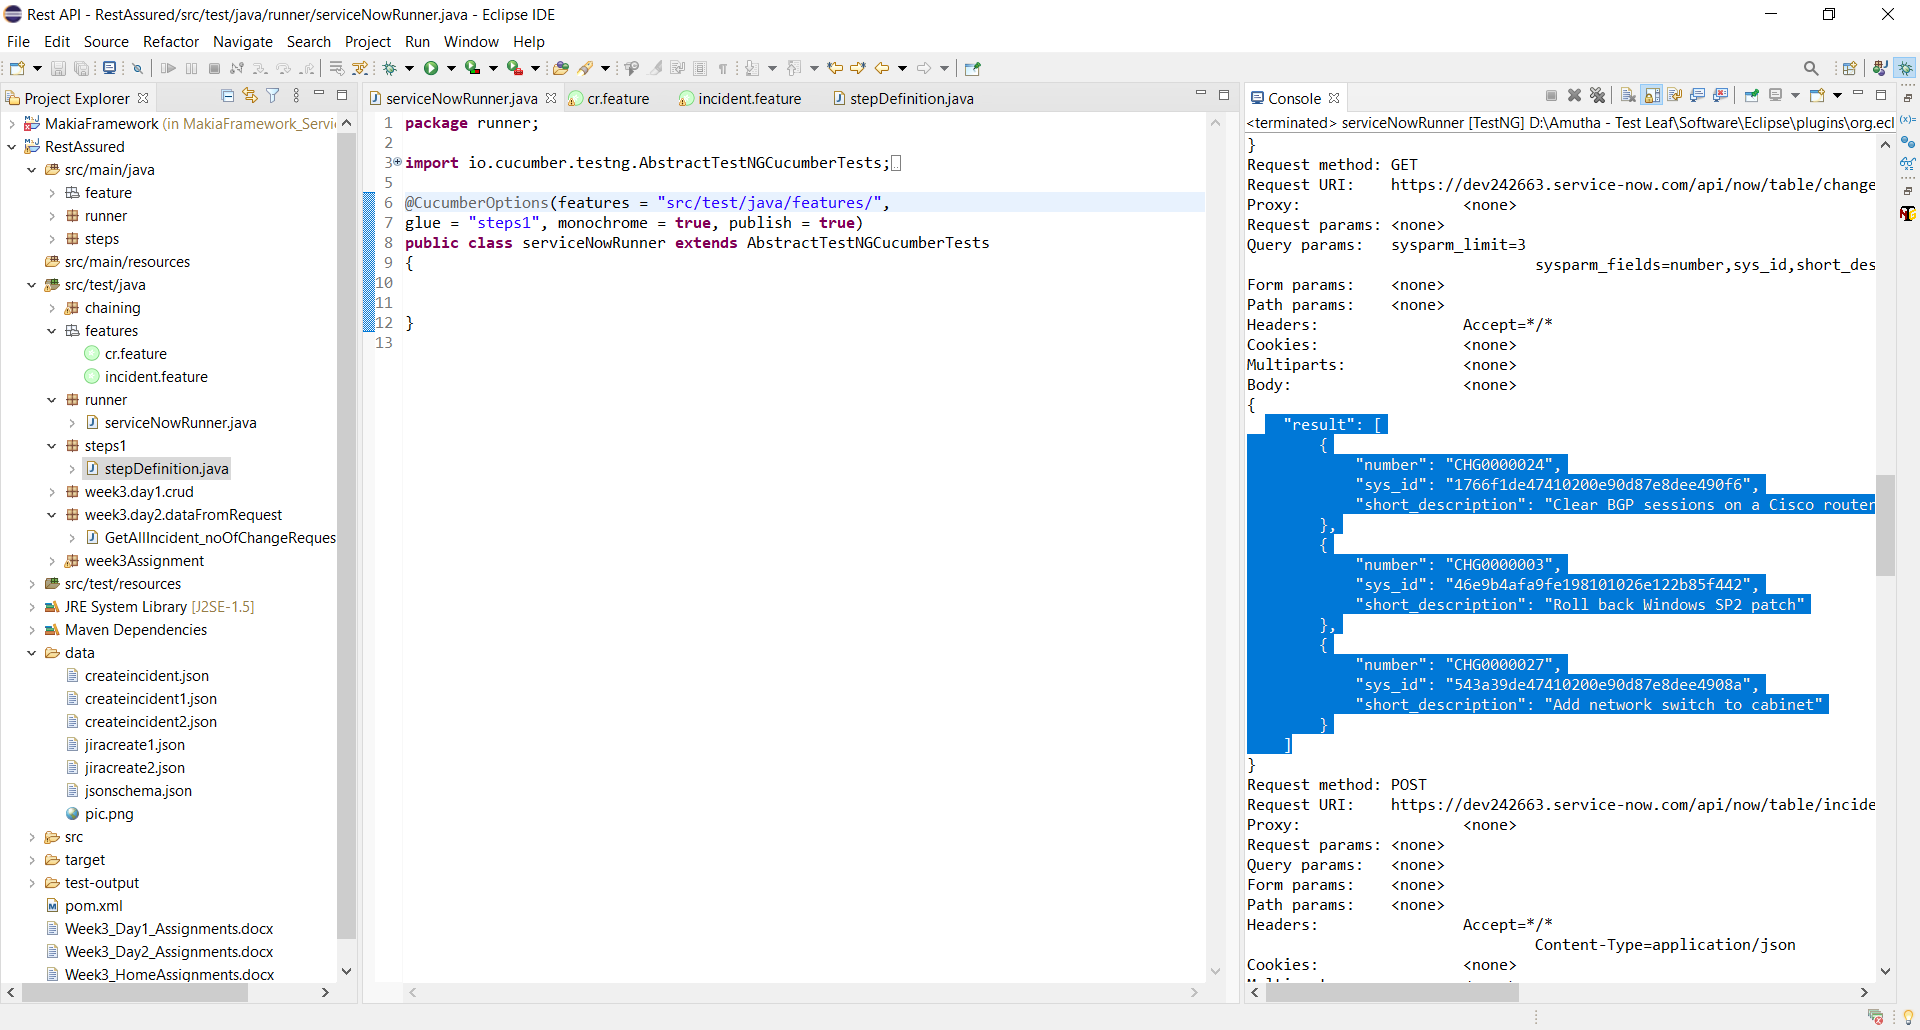 Rest API - RestAssured/src/test/java/runner/serviceNowRunner.java - Eclipse IDE
File Edit Source Refactor Navigate Search Project Run Window Help
Project Explorer
MakiaFramework (in MakiaFramework_Servi
RestAssured
src/main/java
feature
runner
steps
src/main/resources
src/test/java
chaining
features
cr.feature
incident.feature
runner
serviceNowRunner.java
steps1
stepDefinition.java
week3.day1.crud
week3.day2.dataFromRequest
GetAllIncident_noOfChangeReques
week3Assignment
src/test/resources
JRE System Library [J2SE-1.5]
Maven Dependencies
data
createincident.json
createincident1.json
createincident2.json
jiracreate1.json
jiracreate2.json
jsonschema.json
pic.png
src
target
test-output
pom.xml
Week3_Day1_Assignments.docx
Week3_Day2_Assignments.docx
Week3_HomeAssignments.docx
serviceNowRunner.java cr.feature incident.feature stepDefinition.java
1 package runner;
2
3 import io.cucumber.testng.AbstractTestNGCucumberTests;
5
6 @CucumberOptions(features = "src/test/java/features/",
7 glue = "steps1", monochrome = true, publish = true)
8 public class serviceNowRunner extends AbstractTestNGCucumberTests
9 {
10
11
12 }
13
Console
<terminated> serviceNowRunner [TestNG] D:\Amutha - Test Leaf\Software\Eclipse\plugins\org.ecl
}
Request method: GET
Request URI: https://dev242663.service-now.com/api/now/table/change
Proxy: <none>
Request params: <none>
Query params: sysparm_limit=3
sysparm_fields=number,sys_id,short_des
Form params: <none>
Path params: <none>
Headers: Accept=*/*
Cookies: <none>
Multiparts: <none>
Body: <none>
{
"result": [
{
"number": "CHG0000024",
"sys_id": "1766f1de47410200e90d87e8dee490f6",
"short_description": "Clear BGP sessions on a Cisco router
},
{
"number": "CHG0000003",
"sys_id": "46e9b4afa9fe198101026e122b85f442",
"short_description": "Roll back Windows SP2 patch"
},
{
"number": "CHG0000027",
"sys_id": "543a39de47410200e90d87e8dee4908a",
"short_description": "Add network switch to cabinet"
}
]
}
Request method: POST
Request URI: https://dev242663.service-now.com/api/now/table/incide
Proxy: <none>
Request params: <none>
Query params: <none>
Form params: <none>
Path params: <none>
Headers: Accept=*/*
Content-Type=application/json
Cookies: <none>